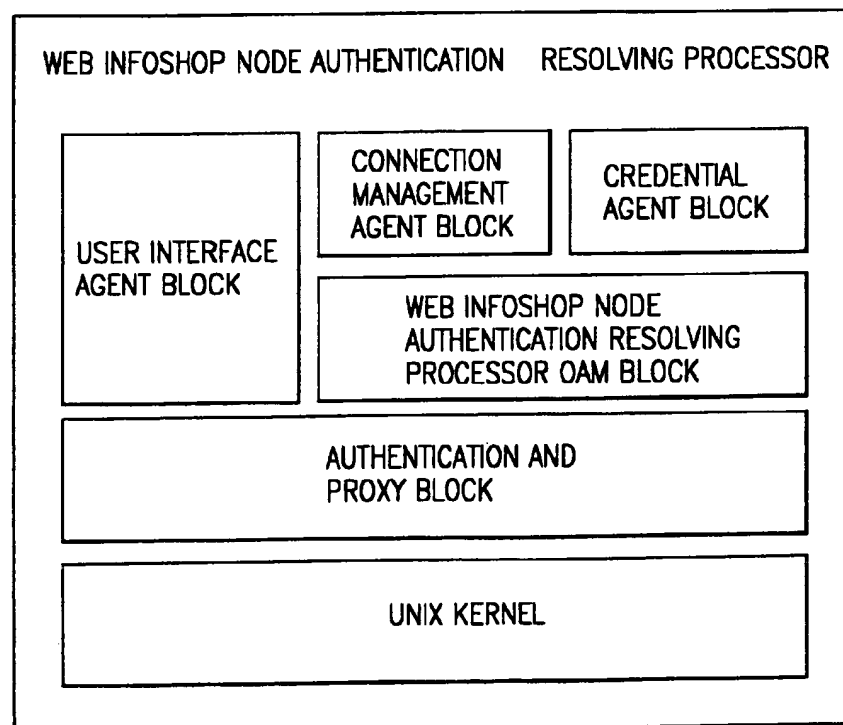 WEB INFOSHOP NODE AUTHENTICATION RESOLVING PROCESSOR
USER INTERFACE
AGENT BLOCK
CONNECTION
MANAGEMENT
AGENT BLOCK
CREDENTIAL
AGENT BLOCK
WEB INFOSHOP NODE
AUTHENTICATION RESOLVING
PROCESSOR OAM BLOCK
AUTHENTICATION AND
PROXY BLOCK
UNIX KERNEL